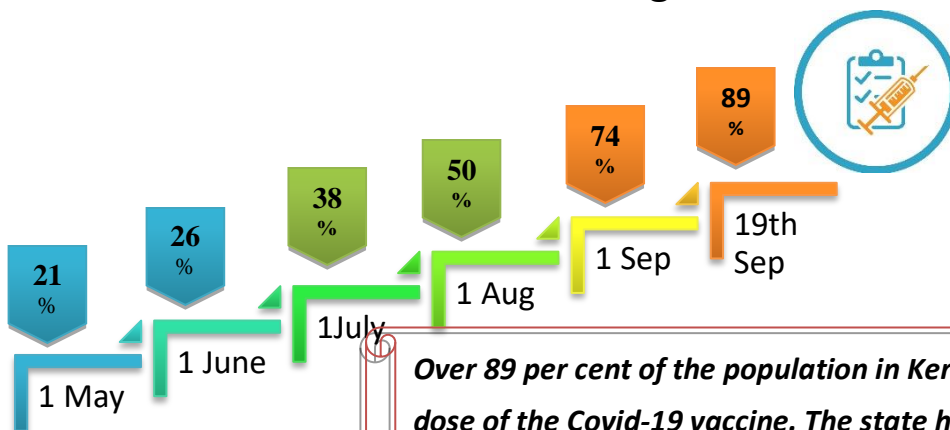 89
%
74
%
50
%
38
%
26
%
21
%
19th
Sep
1 Sep
1 Aug
1July
1 June
1 May
Over 89 per cent of the population in
dose of the Covid-19 vaccine. The state